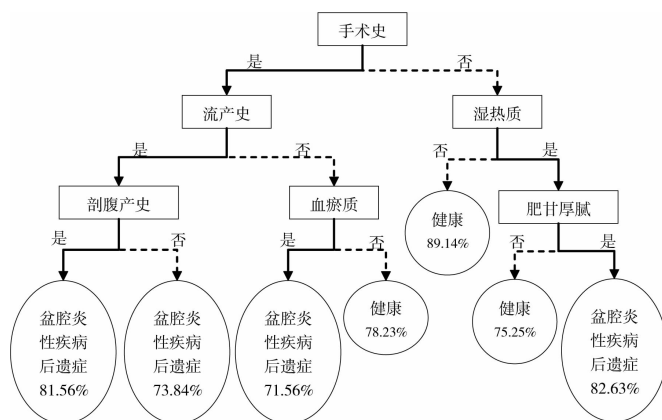 手术史
是
否
流产史
湿热质
是
否
否
是
剖腹产史
血瘀质
健康
89.14%
肥甘厚腻
是
否
是
否
否
是
盆腔炎
性疾病
后遗症
81.56%
盆腔炎
性疾病
后遗症
73.84%
盆腔炎
性疾病
后遗症
71.56%
健康
78.23%
健康
75.25%
盆腔炎
性疾病
后遗症
82.63%